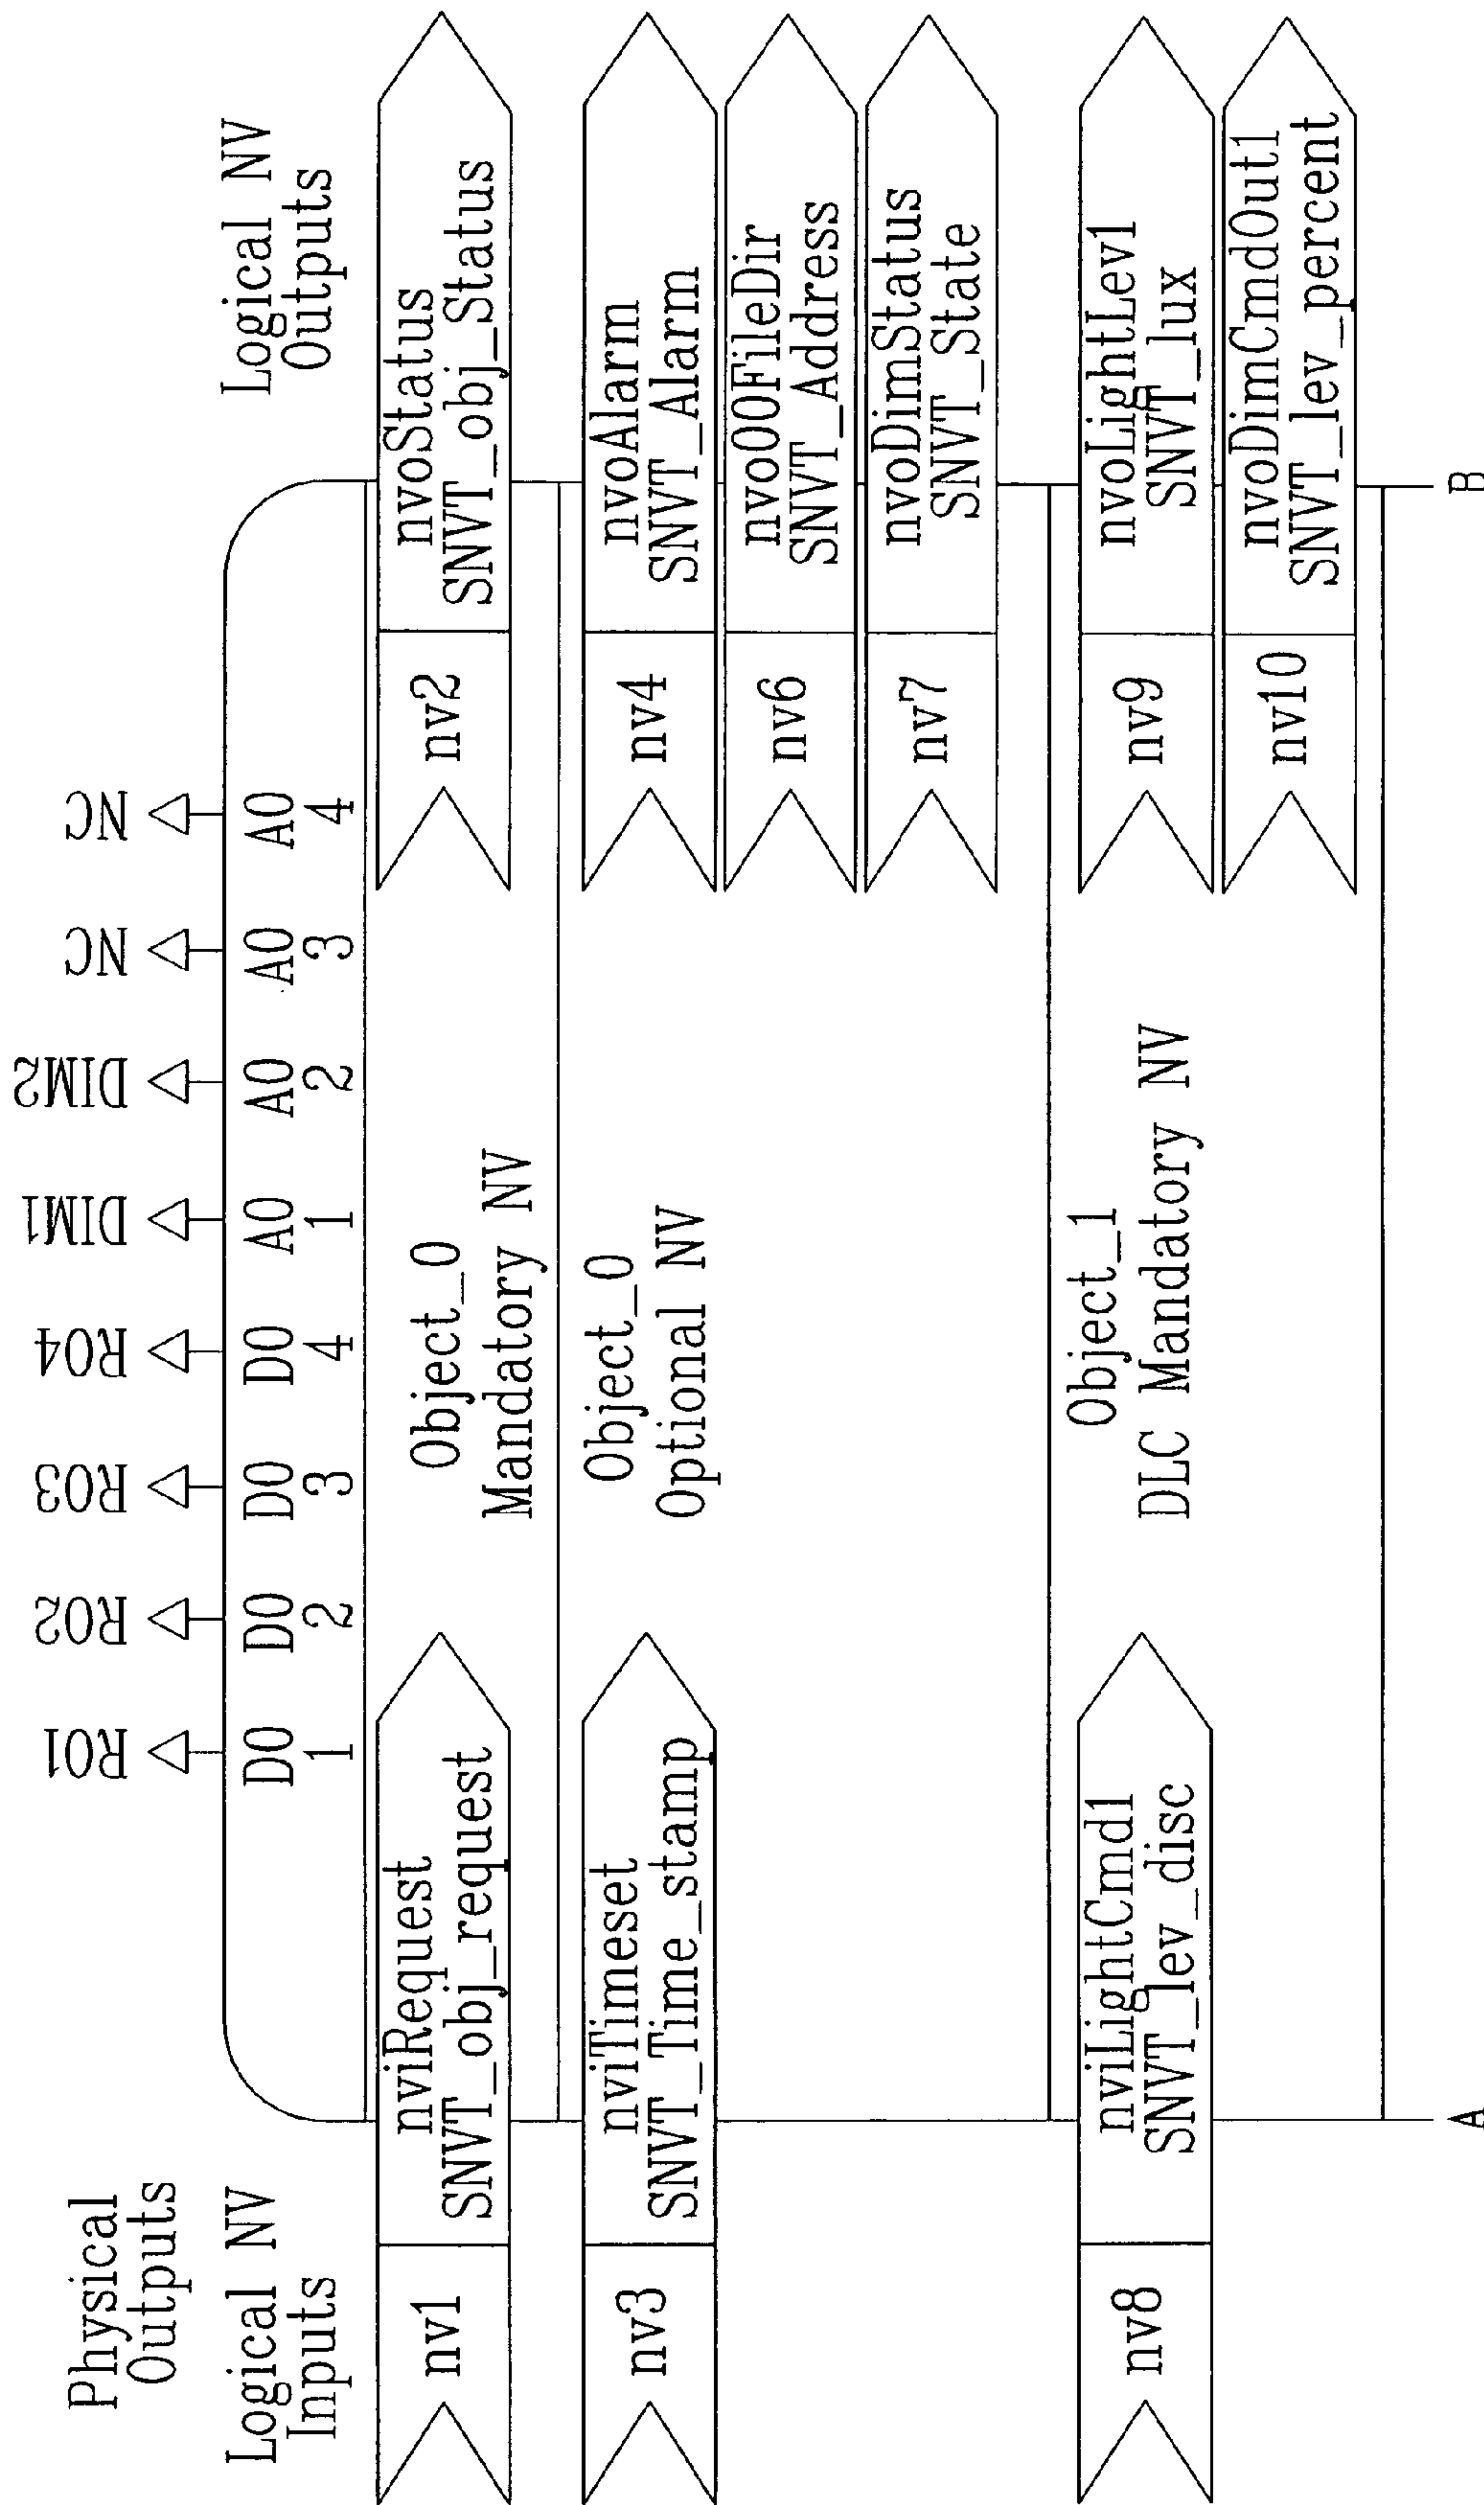 Physical
Outputs
RO1
RO2
RO3
RO4
DIM1
DIM2
NC
NC
Logical NV
Inputs
DO
1
DO
2
DO
3
DO
4
AO
1
AO
2
AO
3
AO
4
Logical NV
Outputs
nv1
nviRequest
SNVT_obj_request
Object_0
Mandatory NV
nv2
nvoStatus
SNVT_obj_Status
nv3
nviTimeset
SNVT_Time_stamp
Object_0
Optional NV
nv4
nvoAlarm
SNVT_Alarm
nv6
nvo00FileDir
SNVT_Address
nv7
nvoDimStatus
SNVT_State
nv8
nviLightCmd1
SNVT_lev_disc
Object_1
DLC Mandatory NV
nv9
nvoLightLev1
SNVT_lux
nv10
nvoDimCmdOut1
SNVT_lev_percent
A
B